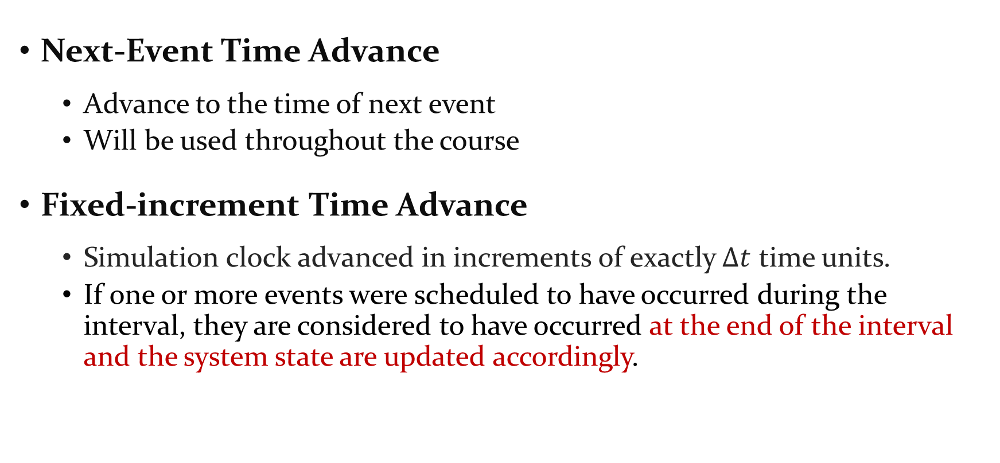 • Next-Event Time Advance
• Advance to the time of next event
• Will be used throughout the course
• Fixed-increment Time Advance
• Simulation clock advanced in increments of exactly Δt time units.
• If one or more events were scheduled to have occurred during the
interval, they are considered to have occurred at the end of the interval
and the system state are updated accordingly.